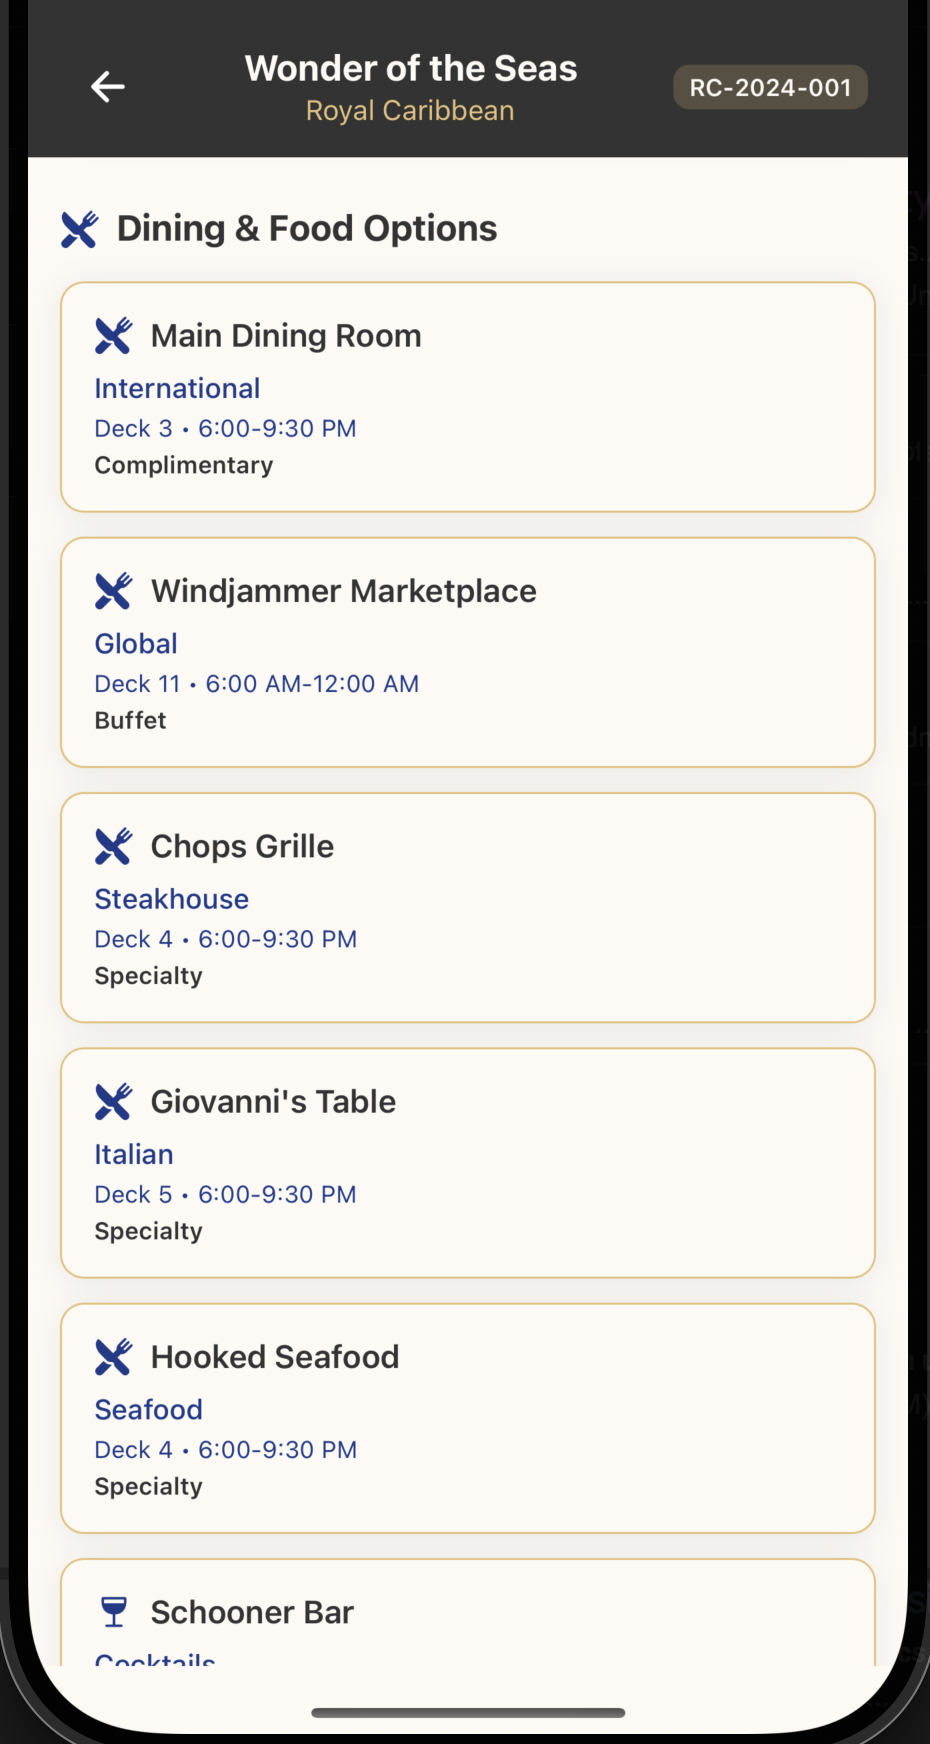 Wonder of the Seas
Royal Caribbean
RC-2024-001
Dining & Food Options
Main Dining Room
International
Deck 3 • 6:00-9:30 PM
Complimentary
Windjammer Marketplace
Global
Deck 11 • 6:00 AM-12:00 AM
Buffet
Chops Grille
Steakhouse
Deck 4 • 6:00-9:30 PM
Specialty
Giovanni's Table
Italian
Deck 5 • 6:00-9:30 PM
Specialty
Hooked Seafood
Seafood
Deck 4 • 6:00-9:30 PM
Specialty
Schooner Bar
Cocktails